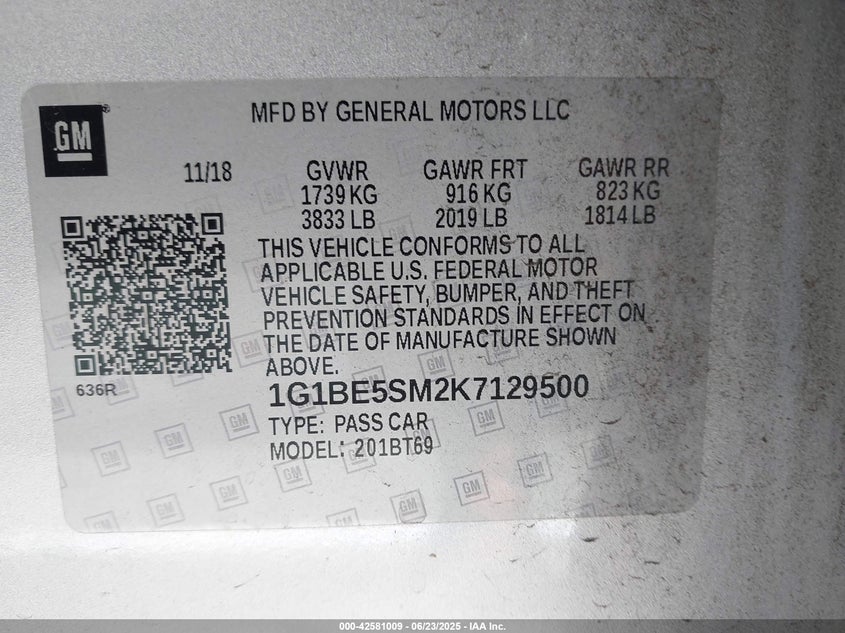 GM
MFD BY GENERAL MOTORS LLC
11/18 GVWR GAWR FRT GAWR RR
1739 KG 916 KG 823 KG
3833 LB 2019 LB 1814 LB
THIS VEHICLE CONFORMS TO ALL
APPLICABLE U.S. FEDERAL MOTOR
VEHICLE SAFETY, BUMPER, AND THEFT
PREVENTION STANDARDS IN EFFECT ON
THE DATE OF MANUFACTURE SHOWN
ABOVE.
636R
1G1BE5SM2K7129500
TYPE: PASS CAR
MODEL: 201BT69
000-42581009 - 06/23/2025 - IAA Inc.